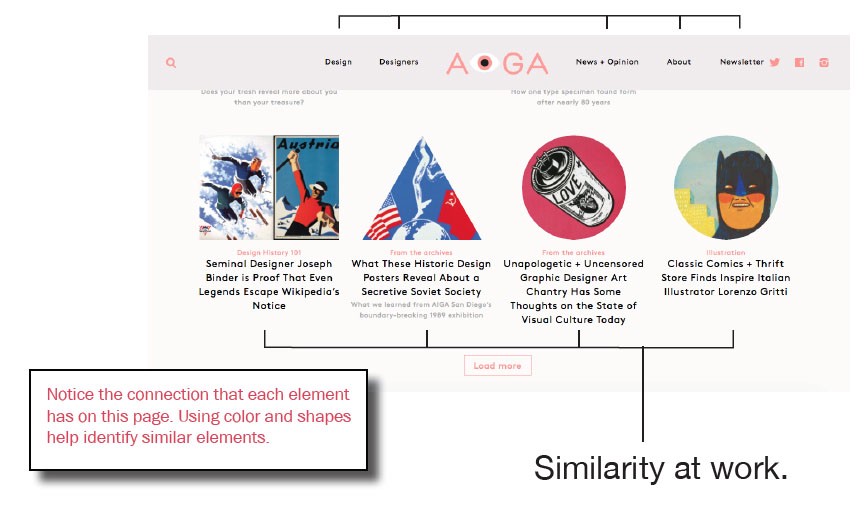 Design Designers A GA News + Opinion About Newsletter
Does your trash reveal more about you
than your treasure?
How one type specimen found form
after nearly 80 years
Austria
LOVE
Design History 101
Seminal Designer Joseph
Binder is Proof That Even
Legends Escape Wikipedia's
Notice
From the archives
What These Historic Design
Posters Reveal About a
Secretive Soviet Society
What we learned from AIGA San Diego's
boundary-breaking 1989 exhibition
From the archives
Unapologetic + Uncensored
Graphic Designer Art
Chantry Has Some
Thoughts on the State of
Visual Culture Today
Illustration
Classic Comics + Thrift
Store Finds Inspire Italian
Illustrator Lorenzo Gritti
Load more
Notice the connection that each element
has on this page. Using color and shapes
help identify similar elements.
Similarity at work.